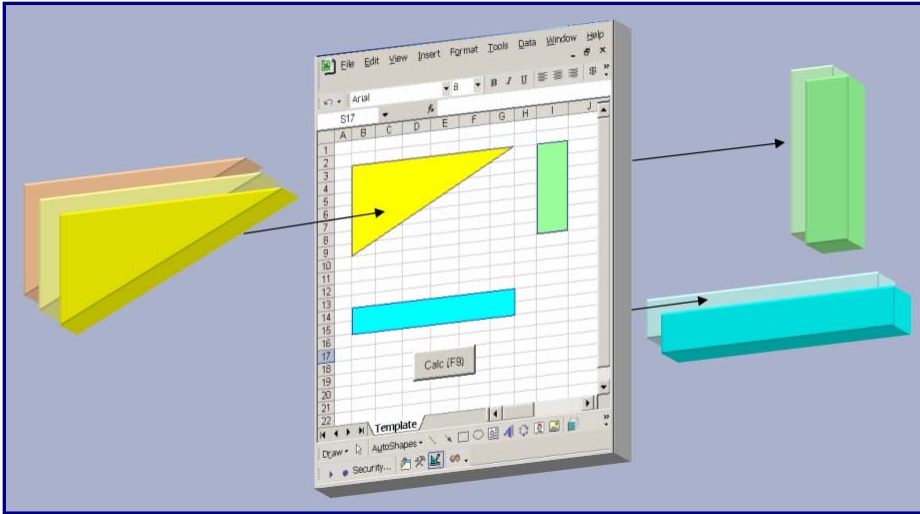 File Edit View Insert Format Tools Data Window Help
Arial 8 B I U $
S17 fx
A B C D E F G H I J
1
2
3
4
5
6
7
8
9
10
11
12
13
14
15
16
17
18
19
20
21
22
Calc (F9)
Template
Draw AutoShapes
Security...